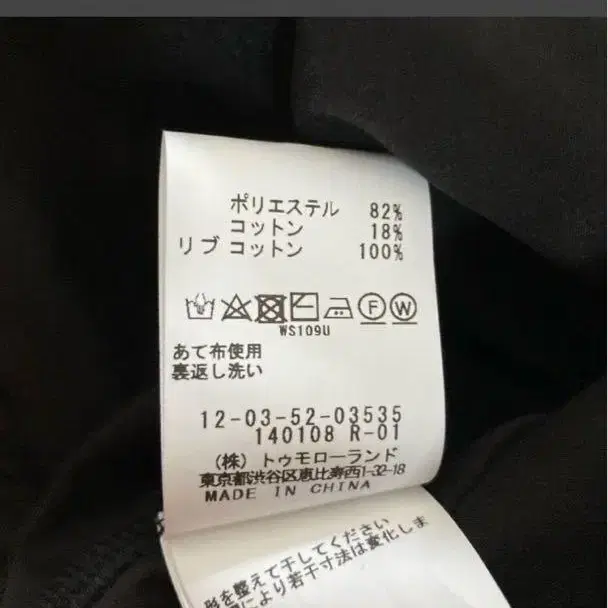 ポリエステル 82%
コットン 18%
リブ コットン 100%
F W
WS109U
あて布使用
裏返し洗い
12-03-52-03535
140108 R-01
(株) トゥモローランド
東京都渋谷区恵比寿西1-32-18
MADE IN CHINA
形を整えて干してください
により若干寸法は変化しま